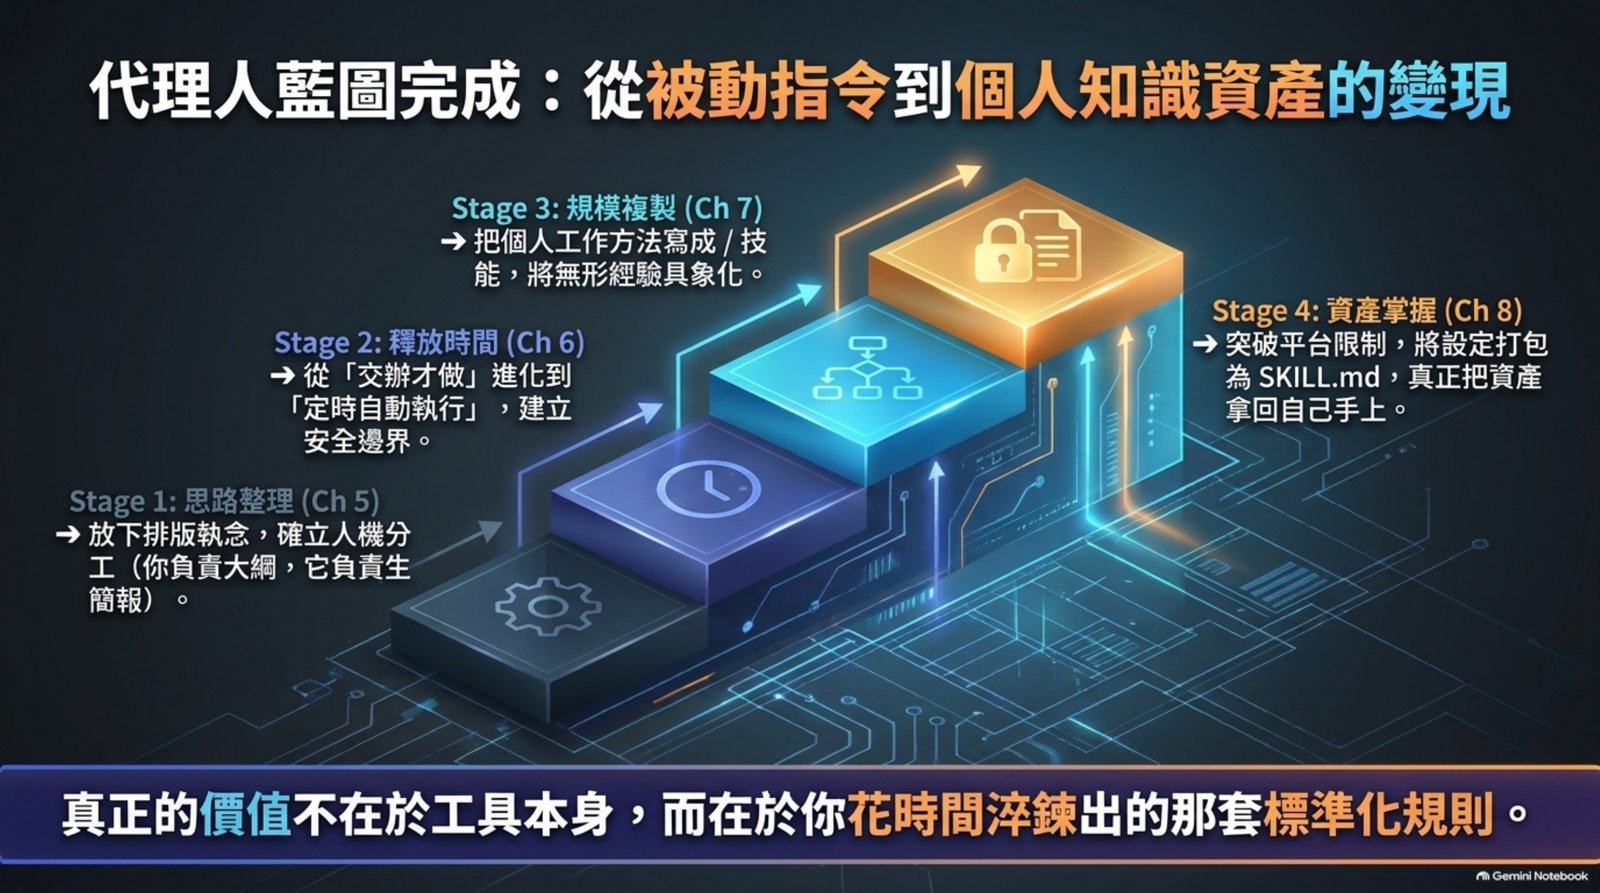 代理人藍圖完成：從被動指令到個人知識資產的變現
Stage 3: 規模複製 (Ch 7)
➔ 把個人工作方法寫成 / 技
能，將無形經驗具象化。
Stage 4: 資產掌握 (Ch 8)
➔ 突破平台限制，將設定打包
為 SKILL.md，真正把資產
拿回自己手上。
Stage 2: 釋放時間 (Ch 6)
➔ 從「交辦才做」進化到
「定時自動執行」，建立
安全邊界。
Stage 1: 思路整理 (Ch 5)
➔ 放下排版執念，確立人機分
工（你負責大綱，它負責生
簡報）。
真正的價值不在於工具本身，而在於你花時間淬鍊出的那套標準化規則。
Gemini Notebook